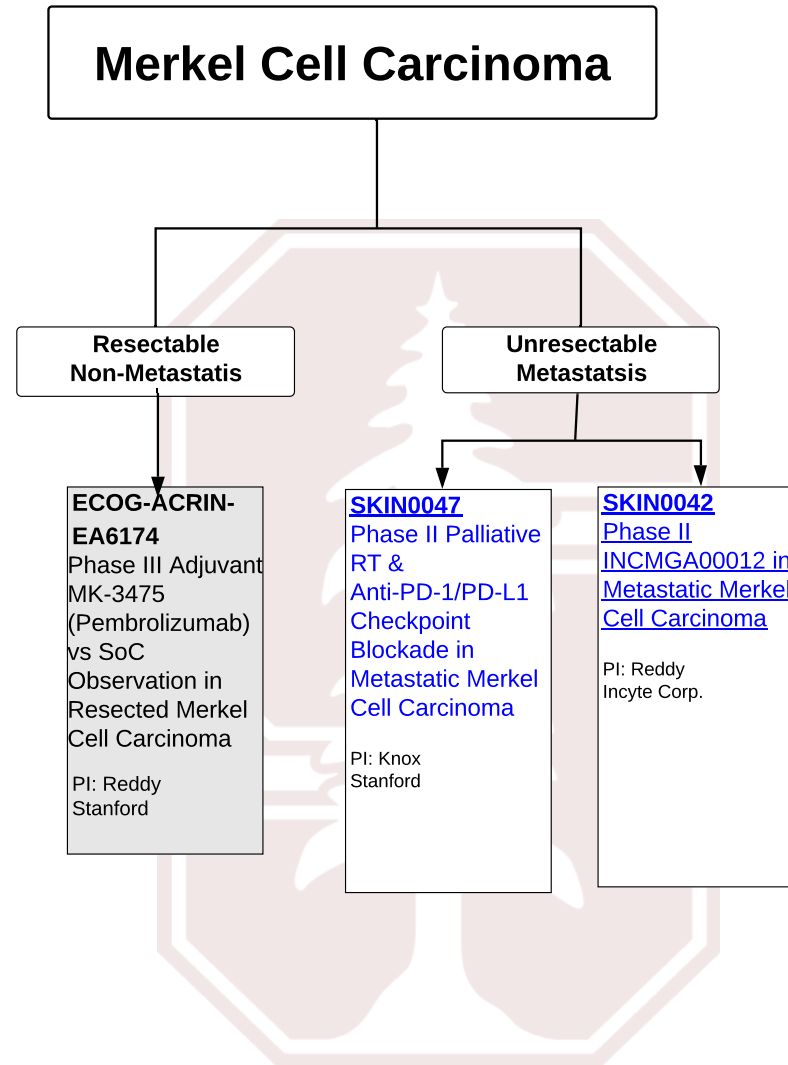 Merkel Cell Carcinoma
Resectable
Non-Metastatis
Unresectable
Metastatsis
ECOG-ACRIN-
EA6174
Phase III Adjuvant
MK-3475
(Pembrolizumab)
vs SoC
Observation in
Resected Merkel
Cell Carcinoma
PI: Reddy
Stanford
SKIN0047
Phase II Palliative
RT &
Anti-PD-1/PD-L1
Checkpoint
Blockade in
Metastatic Merkel
Cell Carcinoma
PI: Knox
Stanford
SKIN0042
Phase II
INCMGA00012 in
Metastatic Merkel
Cell Carcinoma
PI: Reddy
Incyte Corp.